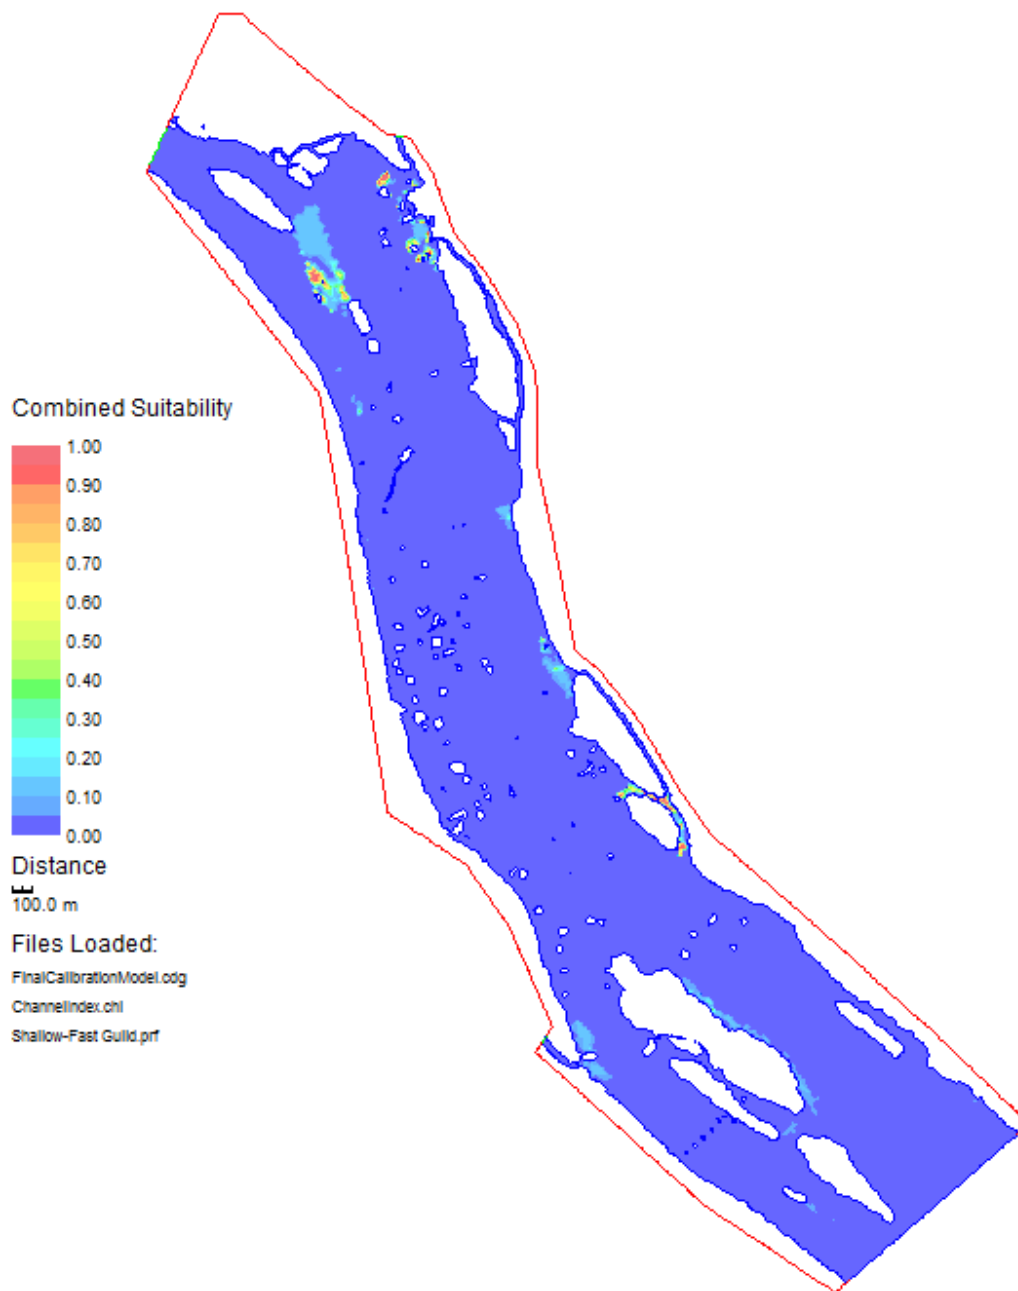 Combined Suitability
1.00
0.90
0.80
0.70
0.60
0.50
0.40
0.30
0.20
0.10
0.00
Distance
100.0 m
Files Loaded:
FinalCalibrationModel.cdg
ChannelIndex.chi
Shallow-Fast Guild.prf